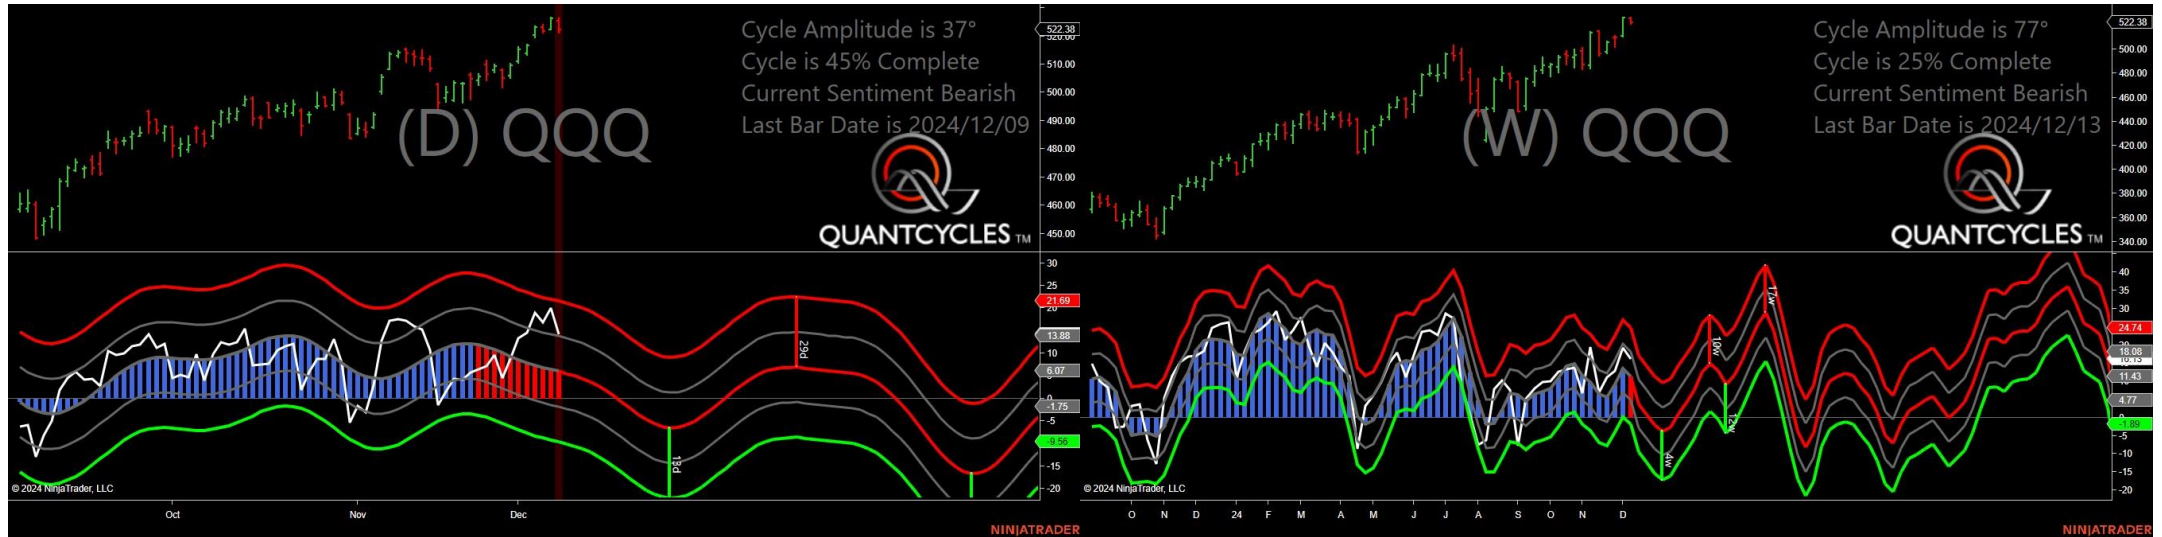 Cycle Amplitude is 37°
Cycle is 45% Complete
Current Sentiment Bearish
Last Bar Date is 2024/12/09
(D) QQQ
QUANTCYCLES TM
522.38
520.00
510.00
500.00
490.00
480.00
470.00
460.00
450.00
30
25
21.69
20
13.88
10
6.07
0
-1.75
-5
-9.56
-15
-20
29d
13d
© 2024 NinjaTrader, LLC
Oct
Nov
Dec
NINJATRADER
Cycle Amplitude is 77°
Cycle is 25% Complete
Current Sentiment Bearish
Last Bar Date is 2024/12/13
(W) QQQ
QUANTCYCLES TM
522.38
500.00
480.00
460.00
440.00
420.00
400.00
380.00
360.00
340.00
40
35
30
24.74
18.08
11.43
4.77
-1.89
-5
-10
-15
-20
17w
10w
12w
4w
© 2024 NinjaTrader, LLC
O N D 24 F M A M J J A S O N D
NINJATRADER